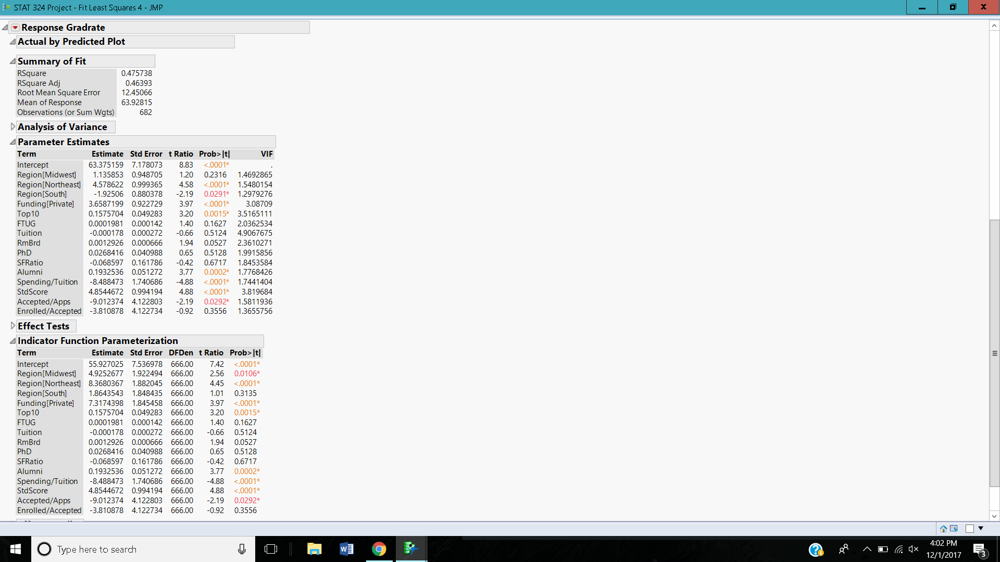 STAT 324 Project - Fit Least Squares 4 - JMP
Response Gradrate
Actual by Predicted Plot
Summary of Fit
RSquare 0.475738
RSquare Adj 0.46393
Root Mean Square Error 12.45066
Mean of Response 63.92815
Observations (or Sum Wgts) 682
Analysis of Variance
Parameter Estimates
Term Estimate Std Error t Ratio Prob>|t| VIF
Intercept 63.375159 7.178073 8.83 <.0001* .
Region[Midwest] 1.135853 0.948705 1.20 0.2316 1.4692865
Region[Northeast] 4.578622 0.999365 4.58 <.0001* 1.5480154
Region[South] -1.92506 0.880378 -2.19 0.0291* 1.2979276
Funding[Private] 3.6587199 0.922729 3.97 <.0001* 3.08709
Top10 0.1575704 0.049283 3.20 0.0015* 3.5165111
FTUG 0.0001981 0.000142 1.40 0.1627 2.0362534
Tuition -0.000178 0.000272 -0.66 0.5124 4.9067675
RmBrd 0.0012926 0.000666 1.94 0.0527 2.3610271
PhD 0.0268416 0.040988 0.65 0.5128 1.9915856
SFRatio -0.068597 0.161786 -0.42 0.6717 1.8453584
Alumni 0.1932536 0.051272 3.77 0.0002* 1.7768426
Spending/Tuition -8.488473 1.740686 -4.88 <.0001* 1.7441404
StdScore 4.8544672 0.994194 4.88 <.0001* 3.819684
Accepted/Apps -9.012374 4.122803 -2.19 0.0292* 1.5811936
Enrolled/Accepted -3.810878 4.122734 -0.92 0.3556 1.3655756
Effect Tests
Indicator Function Parameterization
Term Estimate Std Error DFDen t Ratio Prob>|t|
Intercept 55.927025 7.536978 666.00 7.42 <.0001*
Region[Midwest] 4.9252677 1.922494 666.00 2.56 0.0106*
Region[Northeast] 8.3680367 1.882045 666.00 4.45 <.0001*
Region[South] 1.8643543 1.848435 666.00 1.01 0.3135
Funding[Private] 7.3174398 1.845458 666.00 3.97 <.0001*
Top10 0.1575704 0.049283 666.00 3.20 0.0015*
FTUG 0.0001981 0.000142 666.00 1.40 0.1627
Tuition -0.000178 0.000272 666.00 -0.66 0.5124
RmBrd 0.0012926 0.000666 666.00 1.94 0.0527
PhD 0.0268416 0.040988 666.00 0.65 0.5128
SFRatio -0.068597 0.161786 666.00 -0.42 0.6717
Alumni 0.1932536 0.051272 666.00 3.77 0.0002*
Spending/Tuition -8.488473 1.740686 666.00 -4.88 <.0001*
StdScore 4.8544672 0.994194 666.00 4.88 <.0001*
Accepted/Apps -9.012374 4.122803 666.00 -2.19 0.0292*
Enrolled/Accepted -3.810878 4.122734 666.00 -0.92 0.3556
Type here to search
4:02 PM
12/1/2017
3